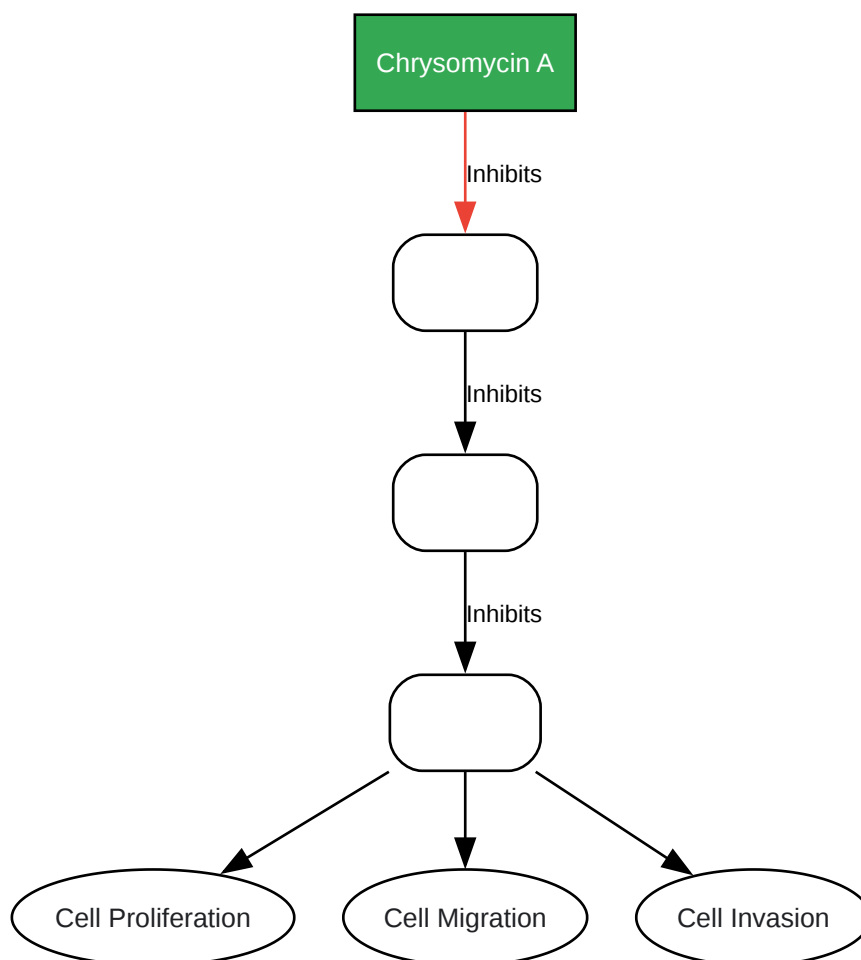 Chrysomycin A
Inhibits
Inhibits
Inhibits
Cell Proliferation
Cell Migration
Cell Invasion